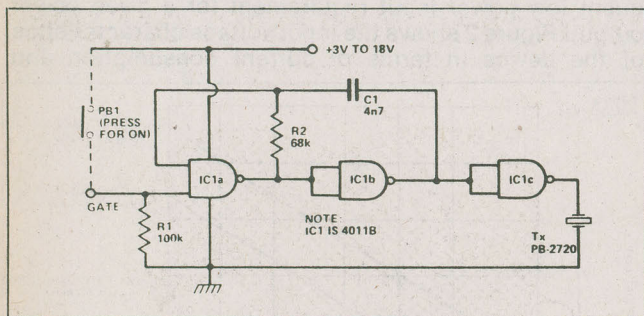 +3V TO 18V
PB1
(PRESS
FOR ON)
C1
4n7
R2
68k
IC1a
IC1b
IC1c
GATE
R1
100k
NOTE:
IC1 IS 4011B
Tx
PB-2720